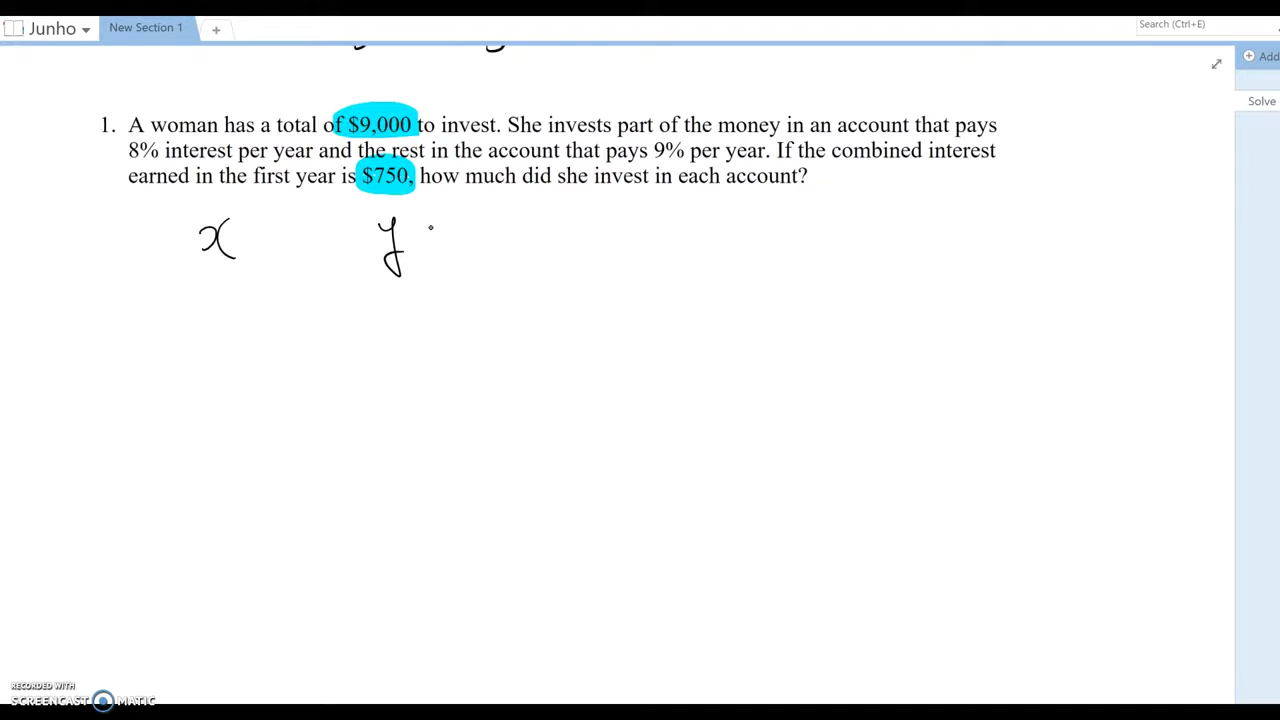 Junho
New Section 1
Search (Ctrl+E)
Add
Solve
1. A woman has a total of $9,000 to invest. She invests part of the money in an account that pays
8% interest per year and the rest in the account that pays 9% per year. If the combined interest
earned in the first year is $750, how much did she invest in each account?
x y
RECORDED WITH
SCREENCAST MATIC